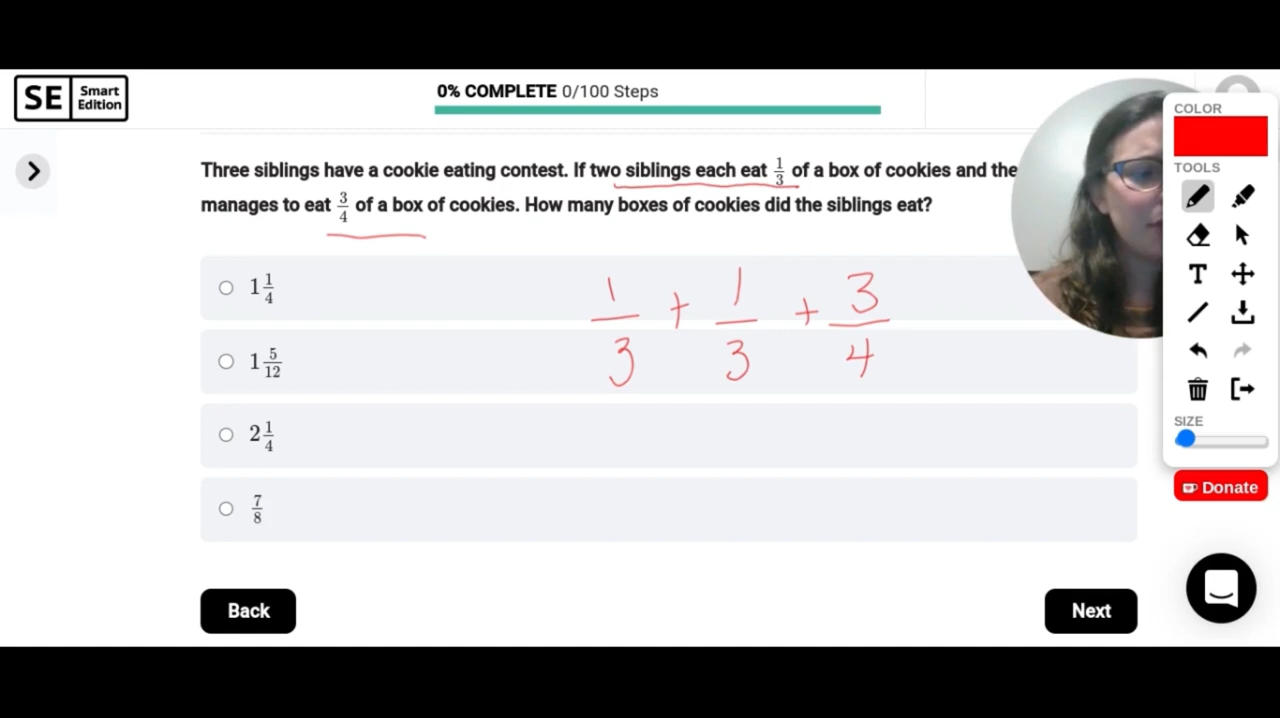 SE Smart Edition
0% COMPLETE 0/100 Steps
COLOR
TOOLS
T
SIZE
Donate
Three siblings have a cookie eating contest. If two siblings each eat 1/3 of a box of cookies and the
manages to eat 3/4 of a box of cookies. How many boxes of cookies did the siblings eat?
1 1/4
1 5/12
2 1/4
7/8
1/3 + 1/3 + 3/4
Back
Next